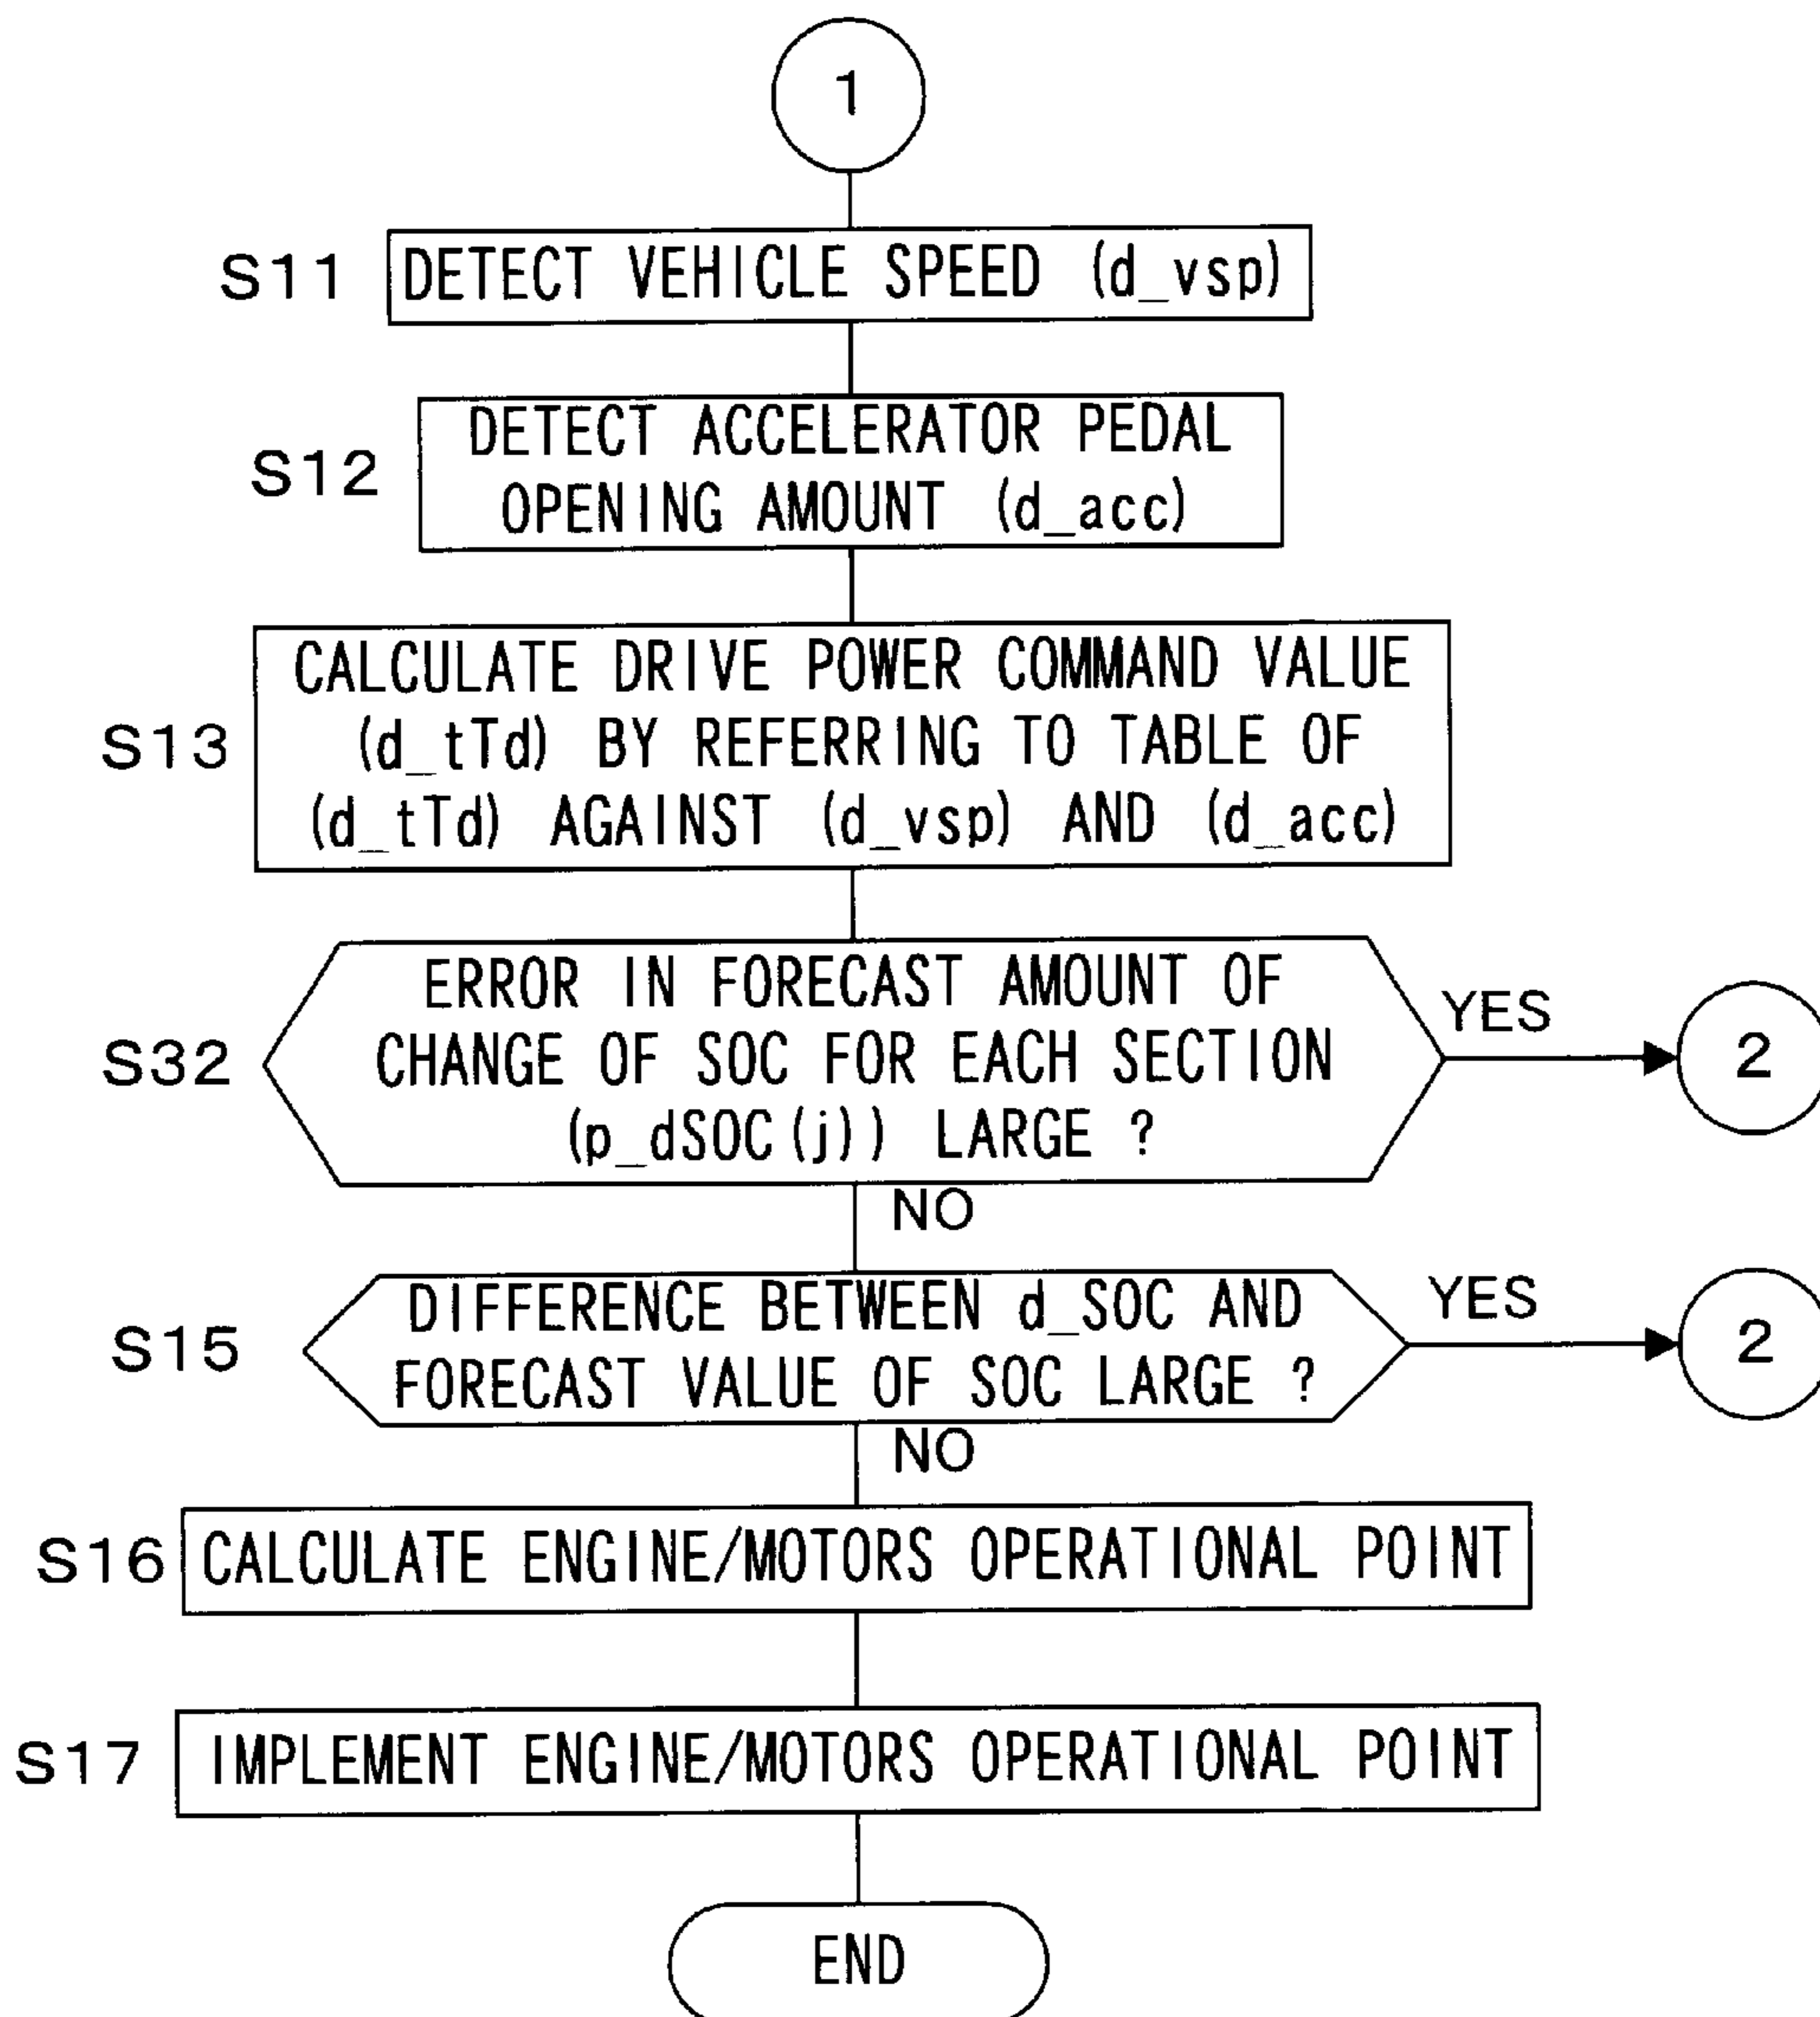 1
S11
DETECT VEHICLE SPEED (d_vsp)
S12
DETECT ACCELERATOR PEDAL
OPENING AMOUNT (d_acc)
S13
CALCULATE DRIVE POWER COMMAND VALUE
(d_tTd) BY REFERRING TO TABLE OF
(d_tTd) AGAINST (d_vsp) AND (d_acc)
S32
ERROR IN FORECAST AMOUNT OF
CHANGE OF SOC FOR EACH SECTION
(p_dSOC(j)) LARGE ?
YES
2
NO
S15
DIFFERENCE BETWEEN d_SOC AND
FORECAST VALUE OF SOC LARGE ?
YES
2
NO
S16
CALCULATE ENGINE/MOTORS OPERATIONAL POINT
S17
IMPLEMENT ENGINE/MOTORS OPERATIONAL POINT
END